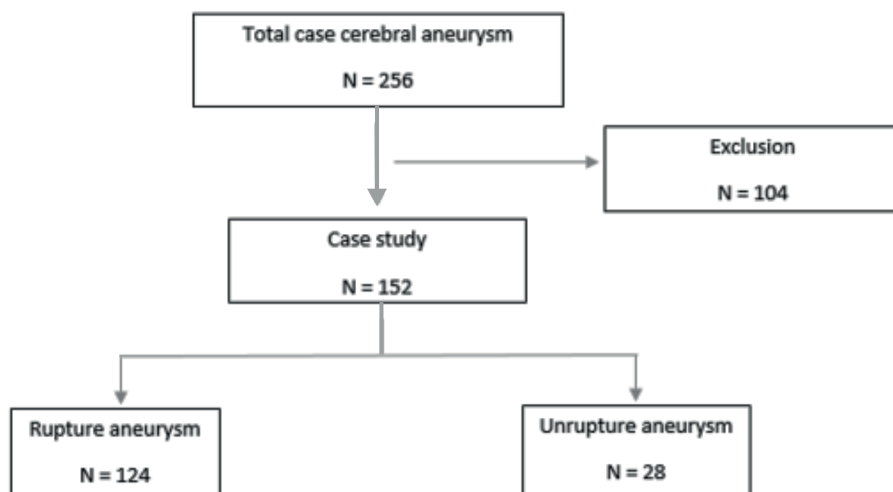 Total case cerebral aneurysm
N = 256
Exclusion
N = 104
Case study
N = 152
Rupture aneurysm
N = 124
Unrupture aneurysm
N = 28